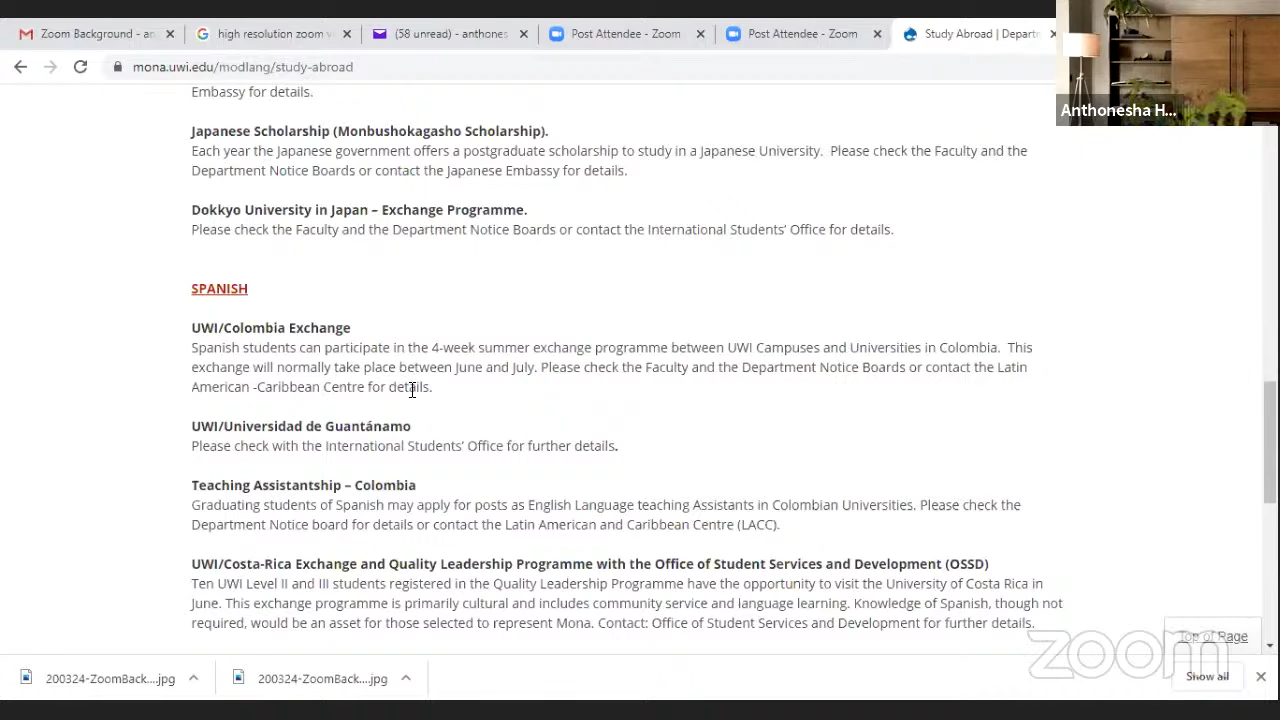 Zoom Background - an
high resolution zoom v
(58 unread) - anthones
Post Attendee - Zoom
Post Attendee - Zoom
Study Abroad | Departm
mona.uwi.edu/modlang/study-abroad
Anthonesha H...
Embassy for details.
Japanese Scholarship (Monbushokagasho Scholarship).
Each year the Japanese government offers a postgraduate scholarship to study in a Japanese University. Please check the Faculty and the
Department Notice Boards or contact the Japanese Embassy for details.
Dokkyo University in Japan – Exchange Programme.
Please check the Faculty and the Department Notice Boards or contact the International Students’ Office for details.
SPANISH
UWI/Colombia Exchange
Spanish students can participate in the 4-week summer exchange programme between UWI Campuses and Universities in Colombia. This
exchange will normally take place between June and July. Please check the Faculty and the Department Notice Boards or contact the Latin
American -Caribbean Centre for details.
UWI/Universidad de Guantánamo
Please check with the International Students’ Office for further details.
Teaching Assistantship – Colombia
Graduating students of Spanish may apply for posts as English Language teaching Assistants in Colombian Universities. Please check the
Department Notice board for details or contact the Latin American and Caribbean Centre (LACC).
UWI/Costa-Rica Exchange and Quality Leadership Programme with the Office of Student Services and Development (OSSD)
Ten UWI Level II and III students registered in the Quality Leadership Programme have the opportunity to visit the University of Costa Rica in
June. This exchange programme is primarily cultural and includes community service and language learning. Knowledge of Spanish, though not
required, would be an asset for those selected to represent Mona. Contact: Office of Student Services and Development for further details.
Top of Page
zoom
200324-ZoomBack....jpg
200324-ZoomBack....jpg
Show all